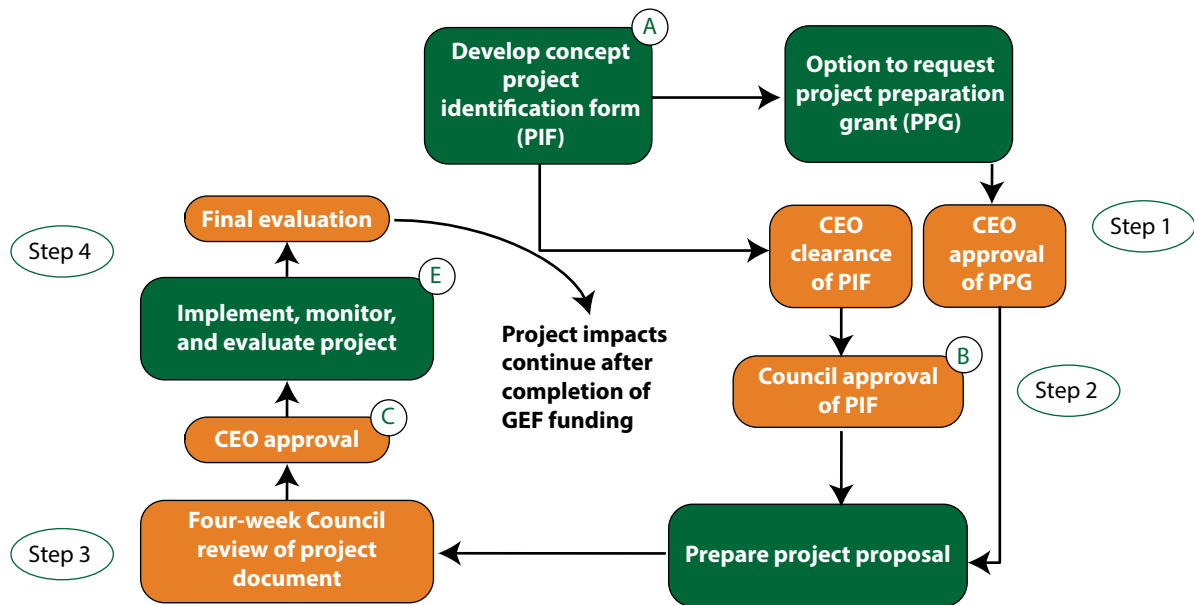 A
Develop concept
project
identification form
(PIF)
Option to request
project preparation
grant (PPG)
Step 1
CEO
clearance
of PIF
CEO
approval
of PPG
B
Council approval
of PIF
Step 2
Prepare project proposal
Step 3
Four-week Council
review of project
document
C
CEO approval
E
Implement, monitor,
and evaluate project
Step 4
Final evaluation
Project impacts
continue after
completion of
GEF funding